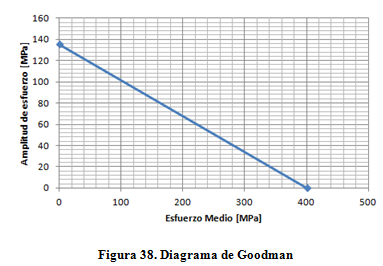 160
140
120
100
80
60
40
20
0
Amplitud de esfuerzo [MPa]
0 100 200 300 400 500
Esfuerzo Medio [MPa]
Figura 38. Diagrama de Goodman